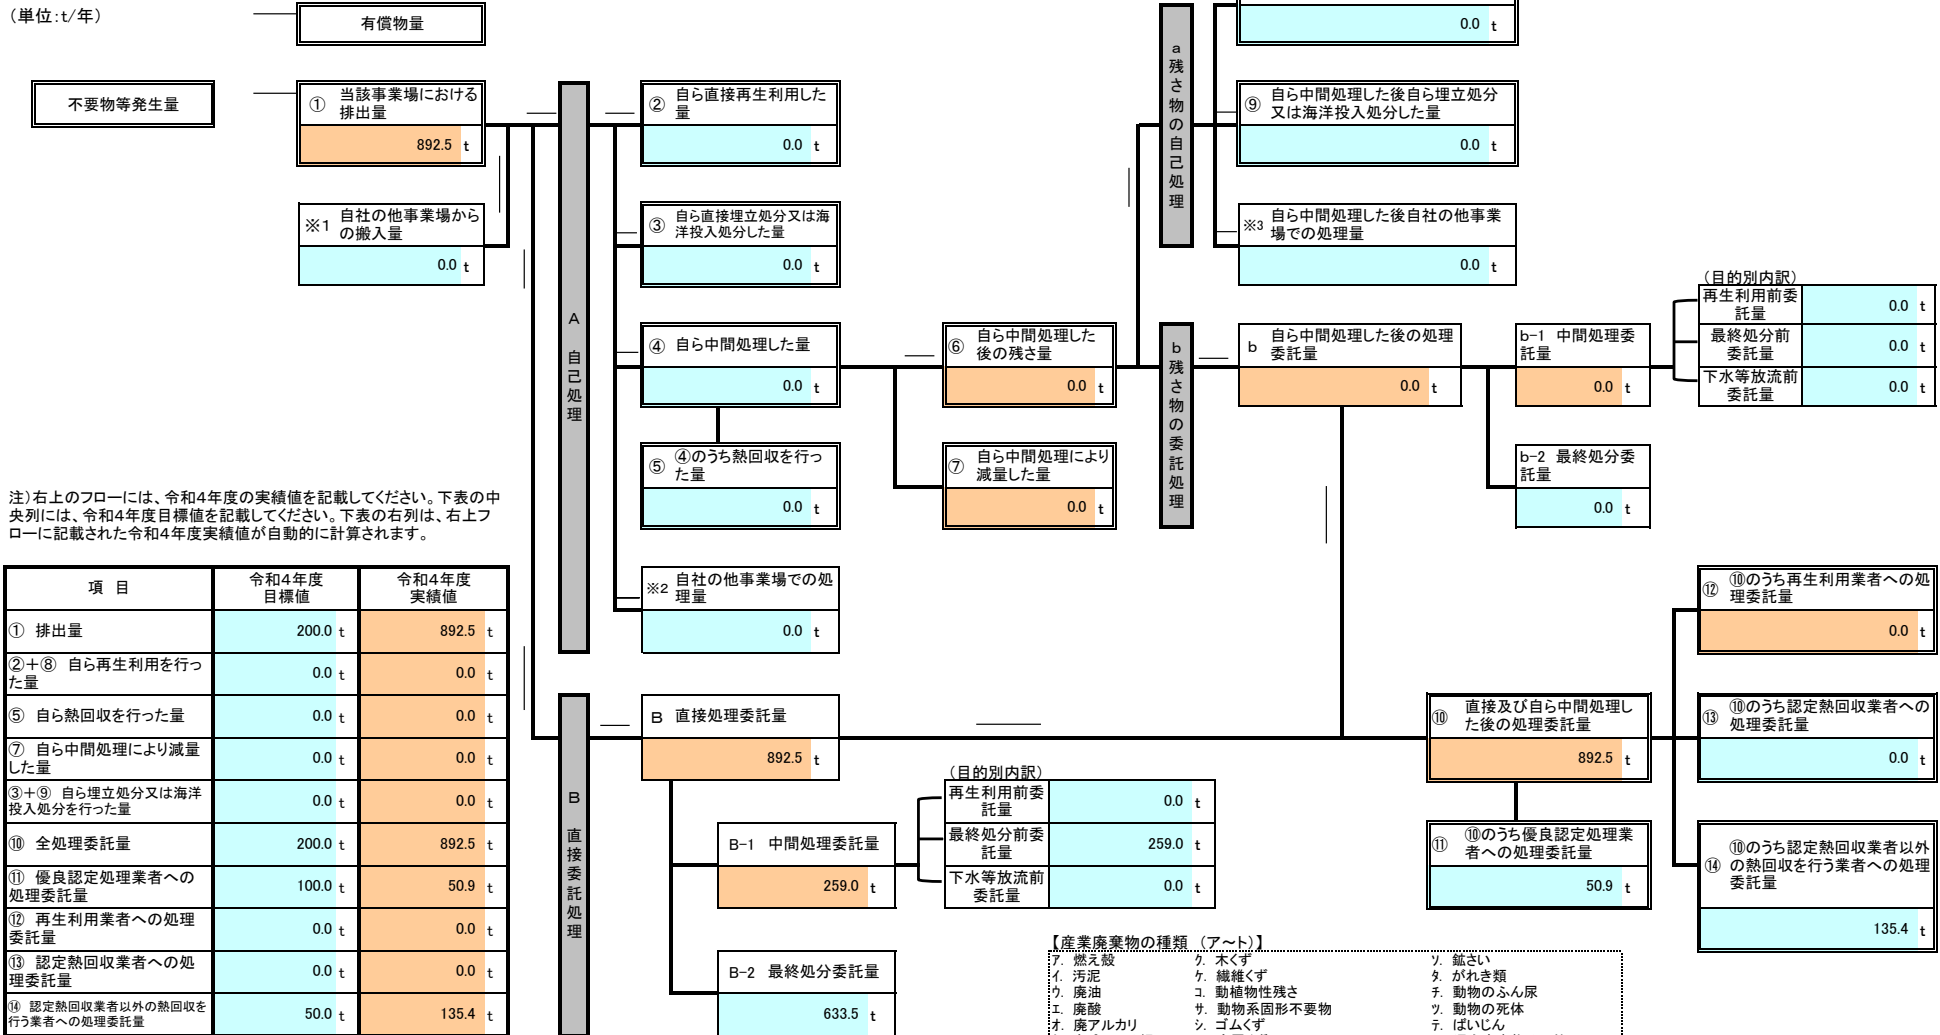 (単位:t/年)
有償物量
不要物等発生量
① 当該事業場における
排出量
892.5 t
※1 自社の他事業場から
の搬入量
0.0 t
A
自己処理
② 自ら直接再生利用した
量
0.0 t
③ 自ら直接埋立処分又は海
洋投入処分した量
0.0 t
④ 自ら中間処理した量
0.0 t
⑤ ④のうち熱回収を行っ
た量
0.0 t
※2 自社の他事業場での処
理量
0.0 t
⑥ 自ら中間処理した
後の残さ量
0.0 t
⑦ 自ら中間処理により
減量した量
0.0 t
a残さ物の自己処理
0.0 t
⑨ 自ら中間処理した後自ら埋立処分
又は海洋投入処分した量
0.0 t
※3 自ら中間処理した後自社の他事業
場での処理量
0.0 t
b残さ物の委託処理
b 自ら中間処理した後の処理
委託量
0.0 t
b-1 中間処理委
託量
0.0 t
b-2 最終処分委
託量
0.0 t
(目的別内訳)
再生利用前委
託量 0.0 t
最終処分前
委託量 0.0 t
下水等放流前
委託量 0.0 t
注)右上のフローには、令和4年度の実績値を記載してください。下表の中
央列には、令和4年度目標値を記載してください。下表の右列は、右上フ
ローに記載された令和4年度実績値が自動的に計算されます。
項 目 令和4年度目標値 令和4年度実績値
① 排出量 200.0 t 892.5 t
②+⑧ 自ら再生利用を行っ
た量 0.0 t 0.0 t
⑤ 自ら熱回収を行った量 0.0 t 0.0 t
⑦ 自ら中間処理により減量
した量 0.0 t 0.0 t
③+⑨ 自ら埋立処分又は海洋
投入処分を行った量 0.0 t 0.0 t
⑩ 全処理委託量 200.0 t 892.5 t
⑪ 優良認定処理業者への
処理委託量 100.0 t 50.9 t
⑫ 再生利用業者への処理
委託量 0.0 t 0.0 t
⑬ 認定熱回収業者への処
理委託量 0.0 t 0.0 t
⑭ 認定熱回収業者以外の熱回収を
行う業者への処理委託量 50.0 t 135.4 t
B
直接委託処理
B 直接処理委託量
892.5 t
B-1 中間処理委託量
259.0 t
B-2 最終処分委託量
633.5 t
(目的別内訳)
再生利用前委
託量 0.0 t
最終処分前委
託量 259.0 t
下水等放流前
委託量 0.0 t
⑩ 直接及び自ら中間処理し
た後の処理委託量
892.5 t
⑪ ⑩のうち優良認定処理業
者への処理委託量
50.9 t
⑫ ⑩のうち再生利用業者への処
理委託量
0.0 t
⑬ ⑩のうち認定熱回収業者への
処理委託量
0.0 t
⑭ ⑩のうち認定熱回収業者以外
の熱回収を行う業者への処理
委託量
135.4 t
【産業廃棄物の種類 (ア~ト)】
ア. 燃え殻 ク. 木くず ソ. 鉱さい
イ. 汚泥 ケ. 繊維くず タ. がれき類
ウ. 廃油 コ. 動植物性残さ チ. 動物のふん尿
エ. 廃酸 サ. 動物系固形不要物 ツ. 動物の死体
オ. 廃アルカリ シ. ゴムくず テ. ばいじん